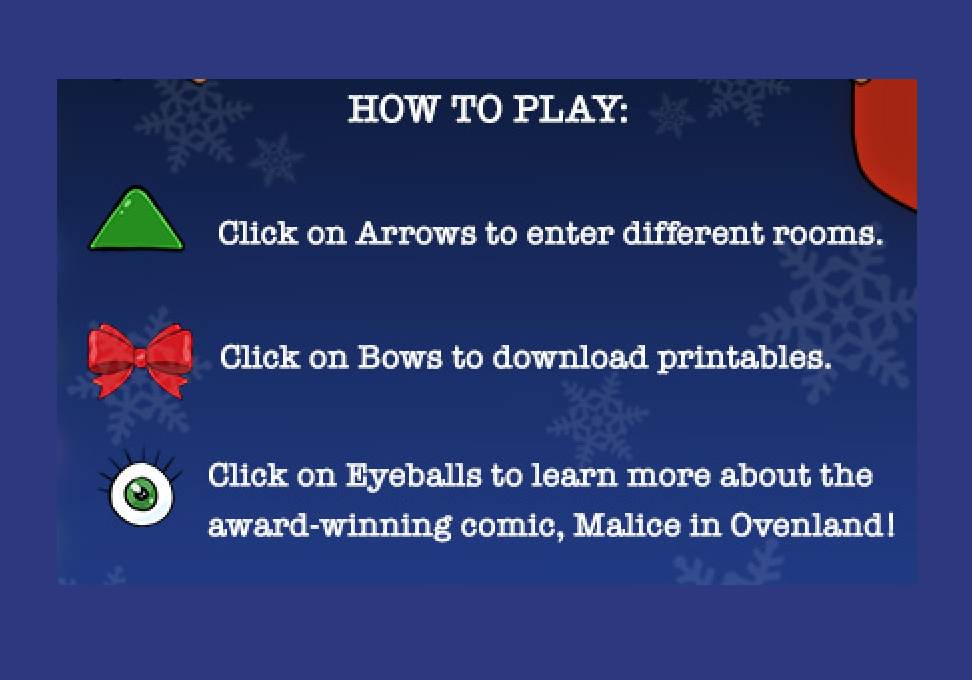 HOW TO PLAY:
Click on Arrows to enter different rooms.
Click on Bows to download printables.
Click on Eyeballs to learn more about the
award-winning comic, Malice in Ovenland!